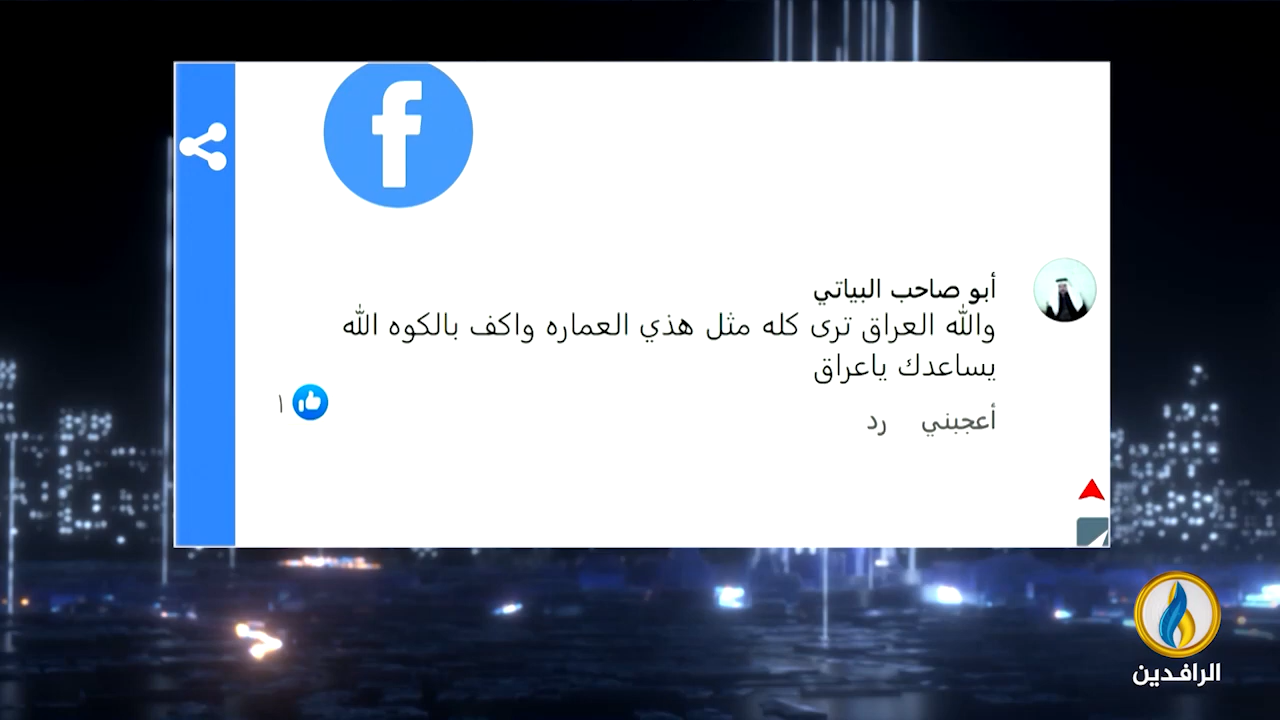 أبو صاحب البياتي
والله العراق ترى كله مثل هذي العماره واكف بالكوه الله
يساعدك ياعراق
أعجبني رد
١
الرافدين